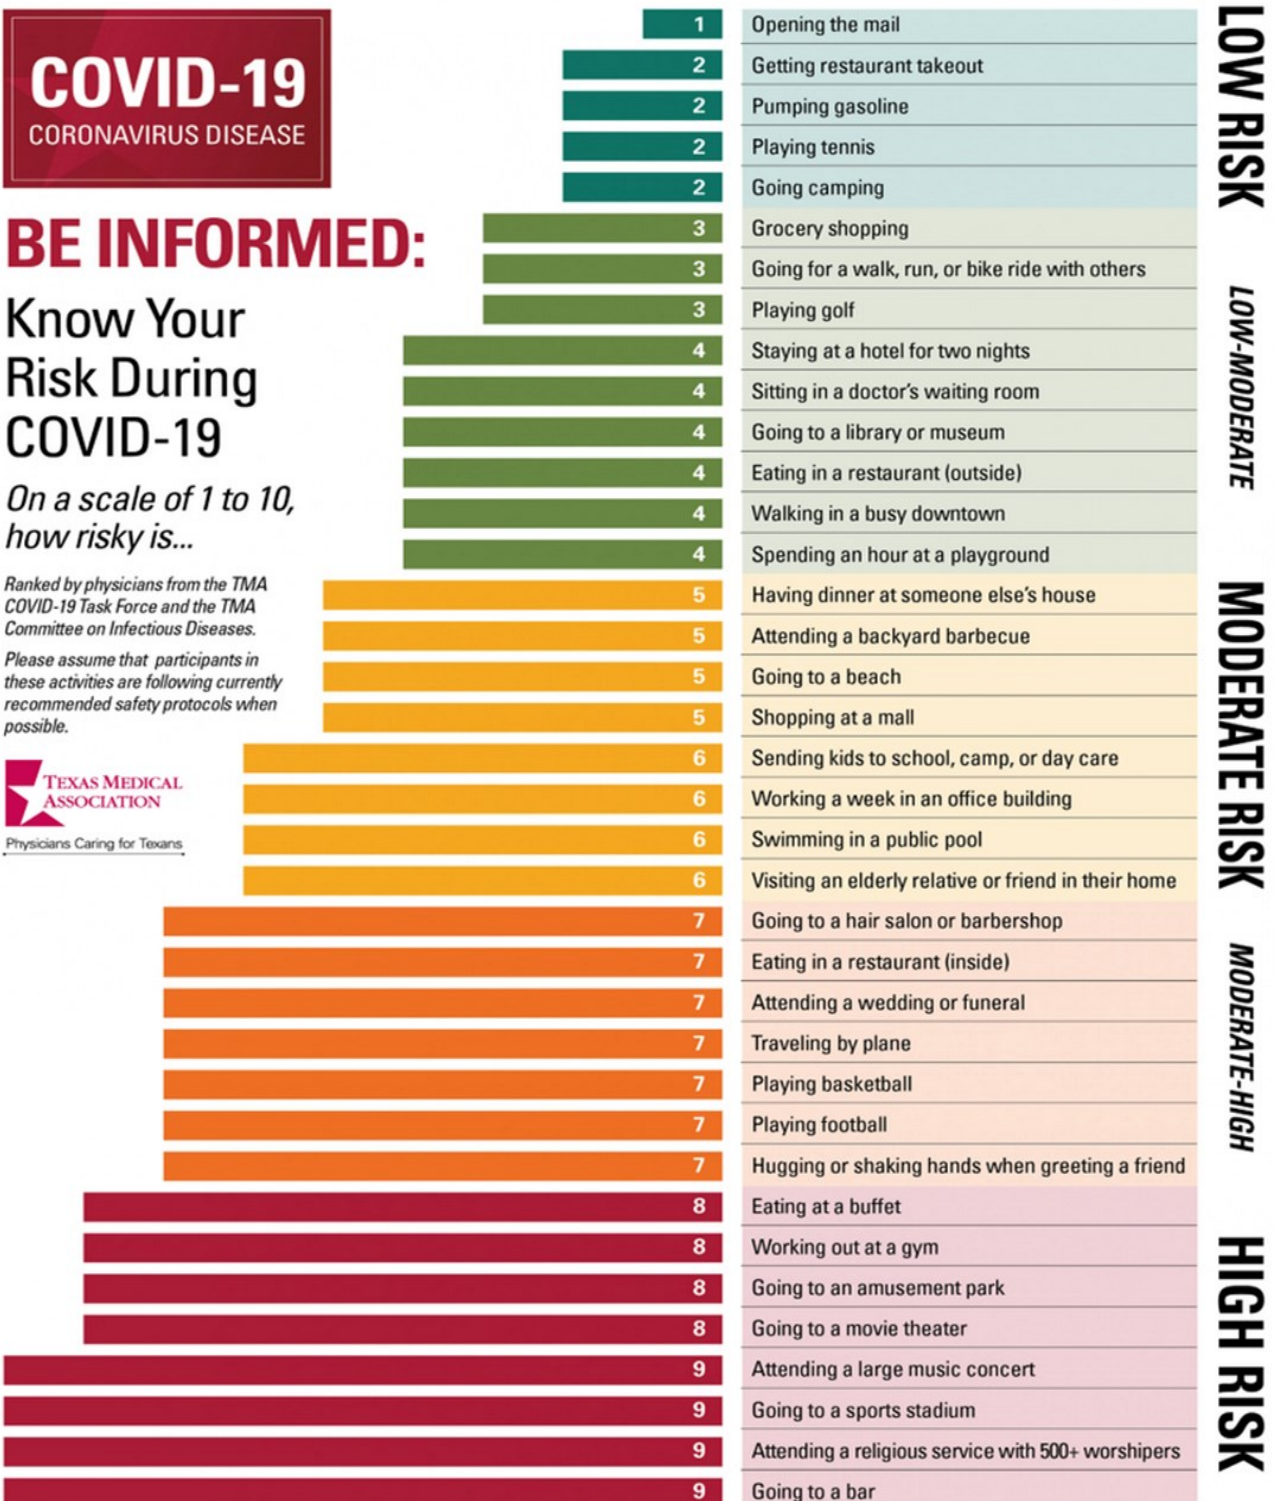 COVID-19
CORONAVIRUS DISEASE
BE INFORMED:
Know Your
Risk During
COVID-19
On a scale of 1 to 10,
how risky is...
Ranked by physicians from the TMA
COVID-19 Task Force and the TMA
Committee on Infectious Diseases.
Please assume that participants in
these activities are following currently
recommended safety protocols when
possible.
TEXAS MEDICAL
ASSOCIATION
Physicians Caring for Texans
LOW RISK
1 Opening the mail
2 Getting restaurant takeout
2 Pumping gasoline
2 Playing tennis
2 Going camping
LOW-MODERATE
3 Grocery shopping
3 Going for a walk, run, or bike ride with others
3 Playing golf
4 Staying at a hotel for two nights
4 Sitting in a doctor's waiting room
4 Going to a library or museum
4 Eating in a restaurant (outside)
4 Walking in a busy downtown
4 Spending an hour at a playground
MODERATE RISK
5 Having dinner at someone else's house
5 Attending a backyard barbecue
5 Going to a beach
5 Shopping at a mall
6 Sending kids to school, camp, or day care
6 Working a week in an office building
6 Swimming in a public pool
6 Visiting an elderly relative or friend in their home
MODERATE-HIGH
7 Going to a hair salon or barbershop
7 Eating in a restaurant (inside)
7 Attending a wedding or funeral
7 Traveling by plane
7 Playing basketball
7 Playing football
7 Hugging or shaking hands when greeting a friend
HIGH RISK
8 Eating at a buffet
8 Working out at a gym
8 Going to an amusement park
8 Going to a movie theater
9 Attending a large music concert
9 Going to a sports stadium
9 Attending a religious service with 500+ worshipers
9 Going to a bar